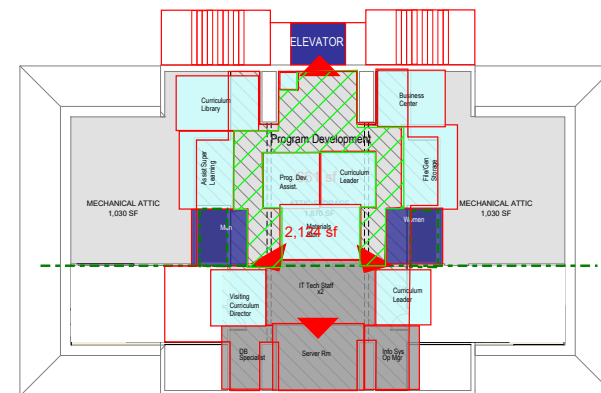 ELEVATOR
Curriculum
Library
Business
Center
Program Development
Assist Super
Learning
Prog. Dev.
Assist.
Curriculum
Leader
File/Gen
Storage
MECHANICAL ATTIC
1,030 SF
MECHANICAL ATTIC
1,030 SF
Men
Materials
Women
2,124 sf
IT Tech Staff
x2
Visiting
Curriculum
Director
Curriculum
Leader
DB
Specialist
Server Rm
Info Sys
Op Mgr